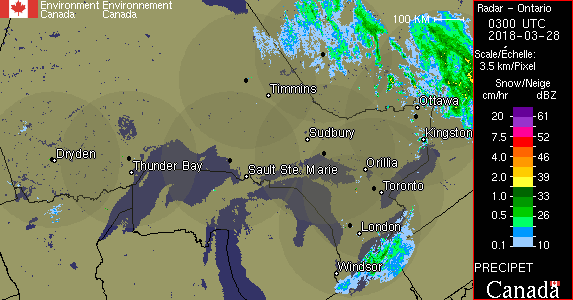 Environment Environnement
Canada Canada
100 KM
Timmins
Ottawa
Sudbury
Kingston
Dryden
Thunder Bay
Sault Ste. Marie
Orillia
Toronto
London
Windsor
Radar - Ontario
0300 UTC
2018-03-28
Scale/Échelle:
3.5 km/Pixel
Snow/Neige
cm/hr dBZ
20 61
7.5 52
4.0 46
2.0 39
1.0 33
0.5 26
0.1 10
PRECIPET
Canada